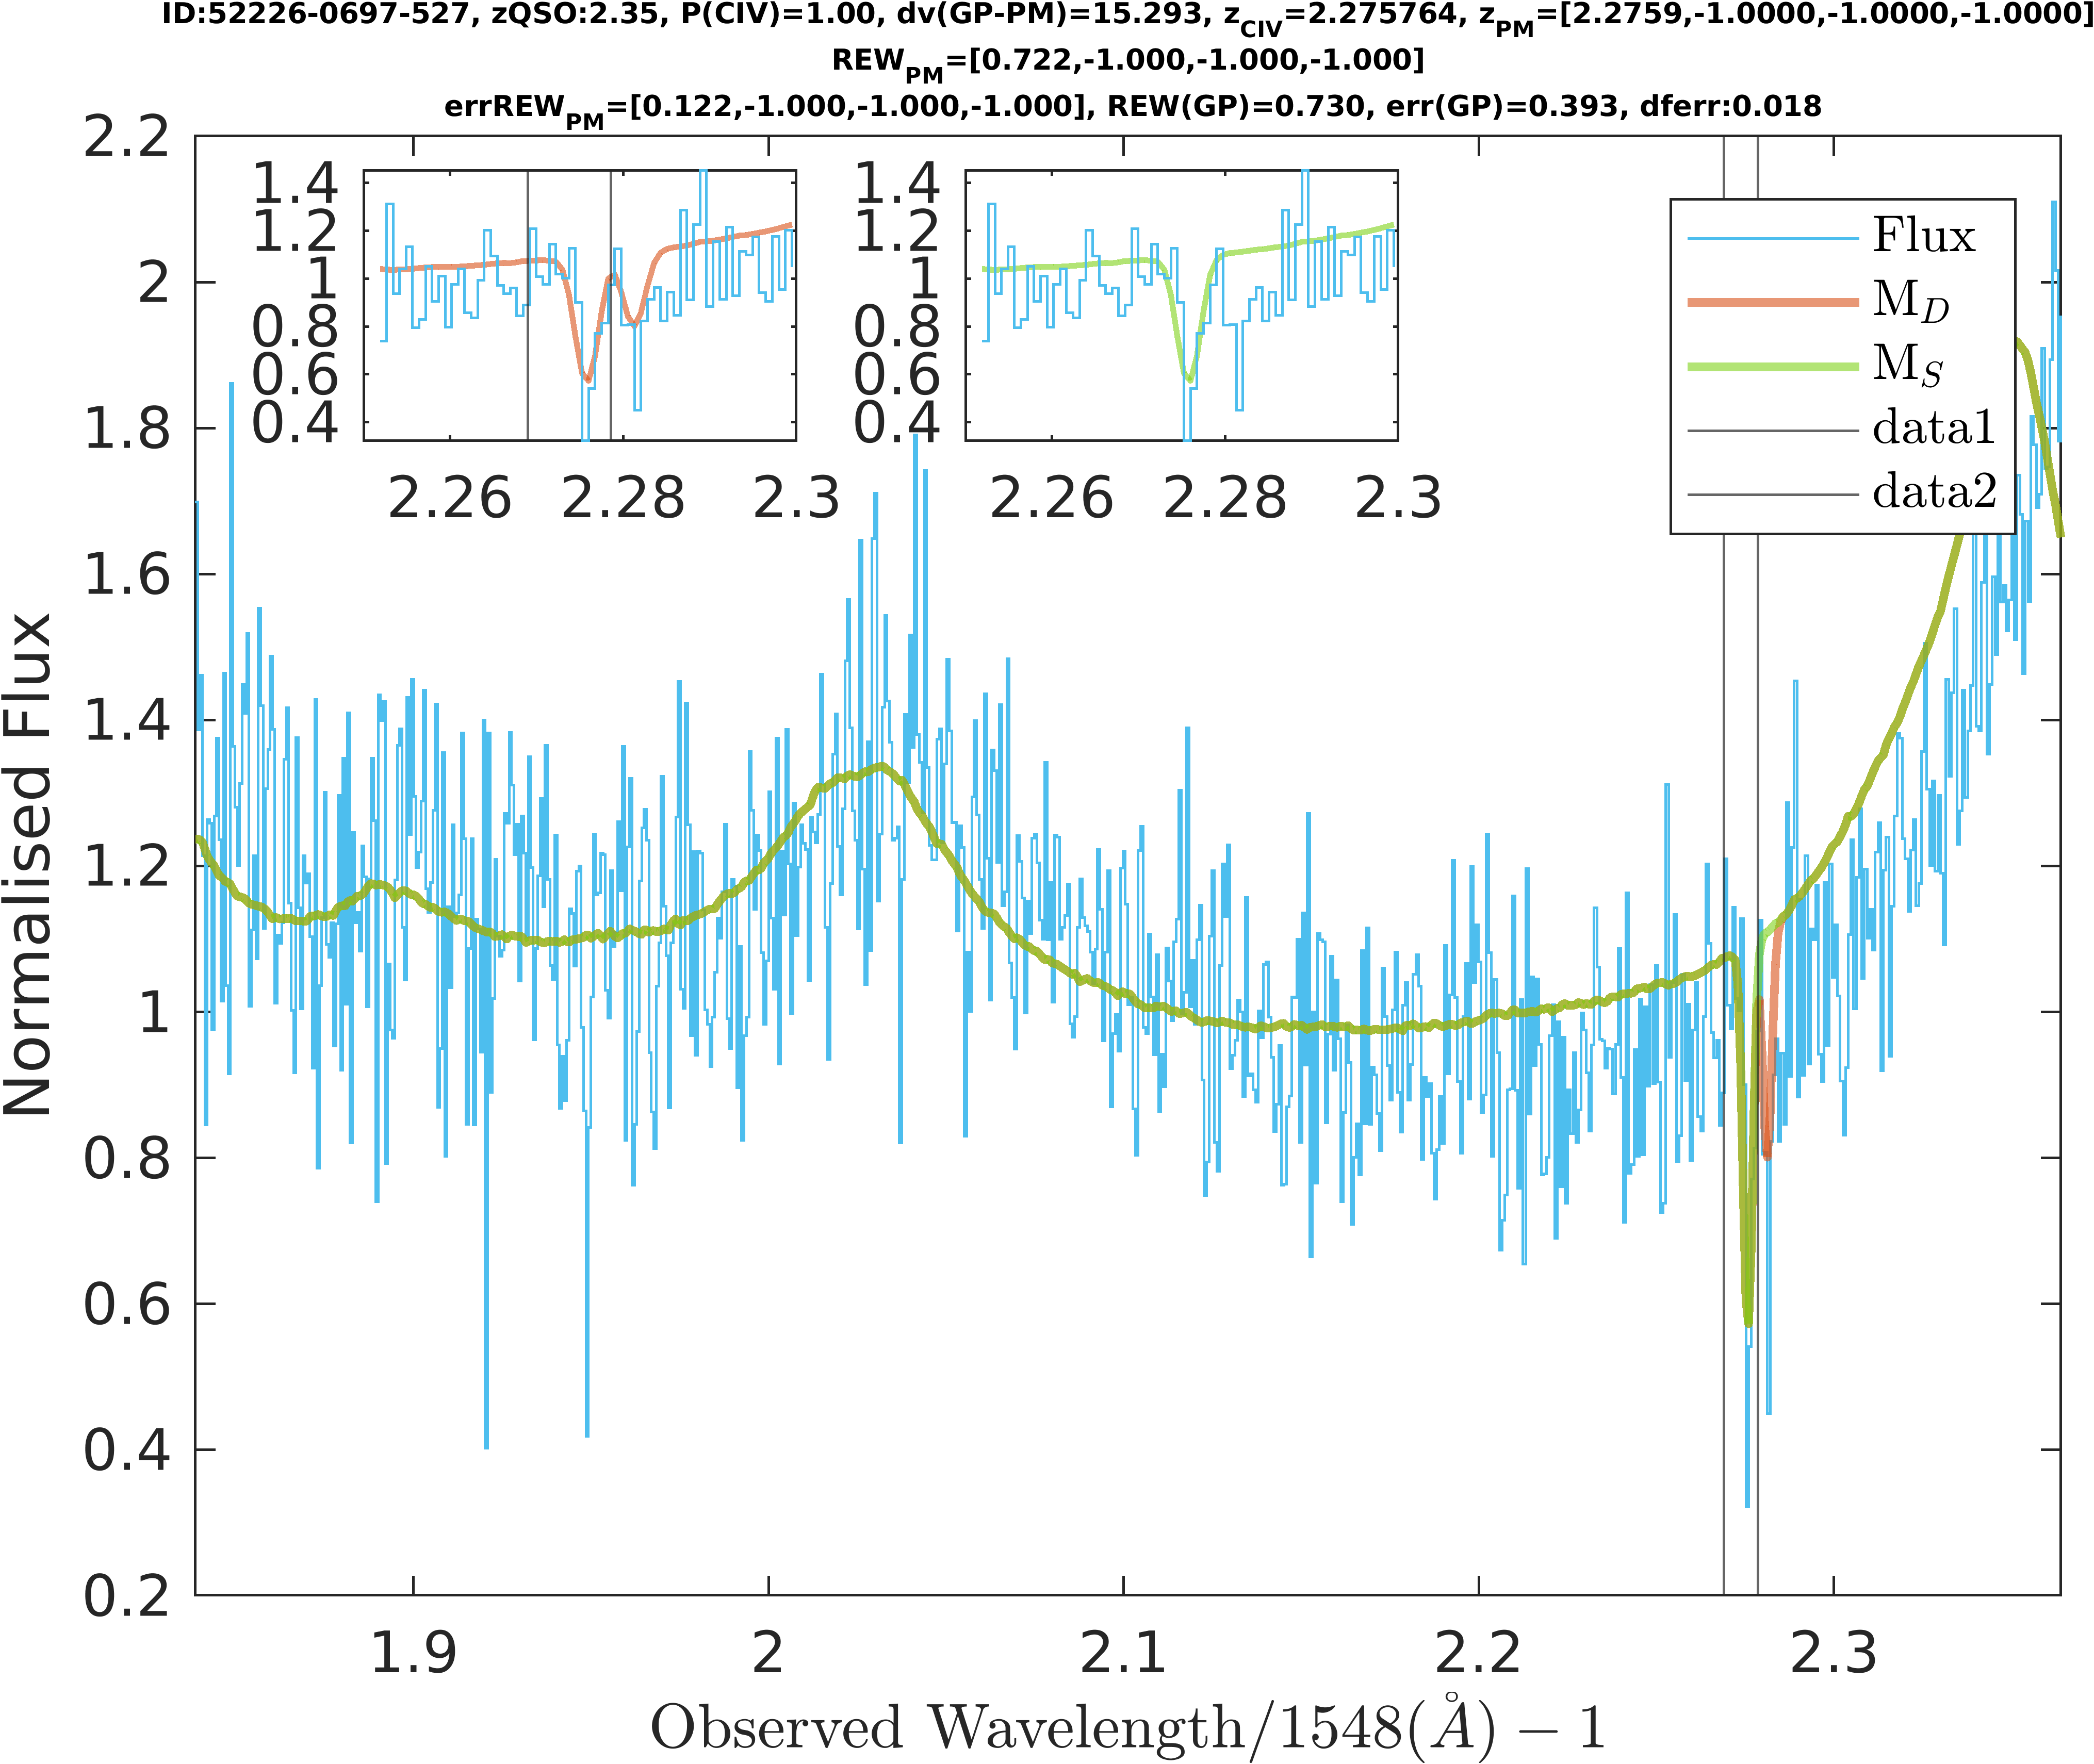 ID:52226-0697-527, zQSO:2.35, P(CIV)=1.00, dv(GP-PM)=15.293, zCIV=2.275764, zPM=[2.2759,-1.0000,-1.0000,-1.0000]
REWPM=[0.722,-1.000,-1.000,-1.000]
errREWPM=[0.122,-1.000,-1.000,-1.000], REW(GP)=0.730, err(GP)=0.393, dferr:0.018
2.2
2
1.8
1.6
1.4
1.2
1
0.8
0.6
0.4
0.2
Normalised Flux
1.4
1.2
1
0.8
0.6
0.4
2.26 2.28 2.3
1.4
1.2
1
0.8
0.6
0.4
2.26 2.28 2.3
Flux
MD
MS
data1
data2
1.9 2 2.1 2.2 2.3
Observed Wavelength/1548(Å) − 1